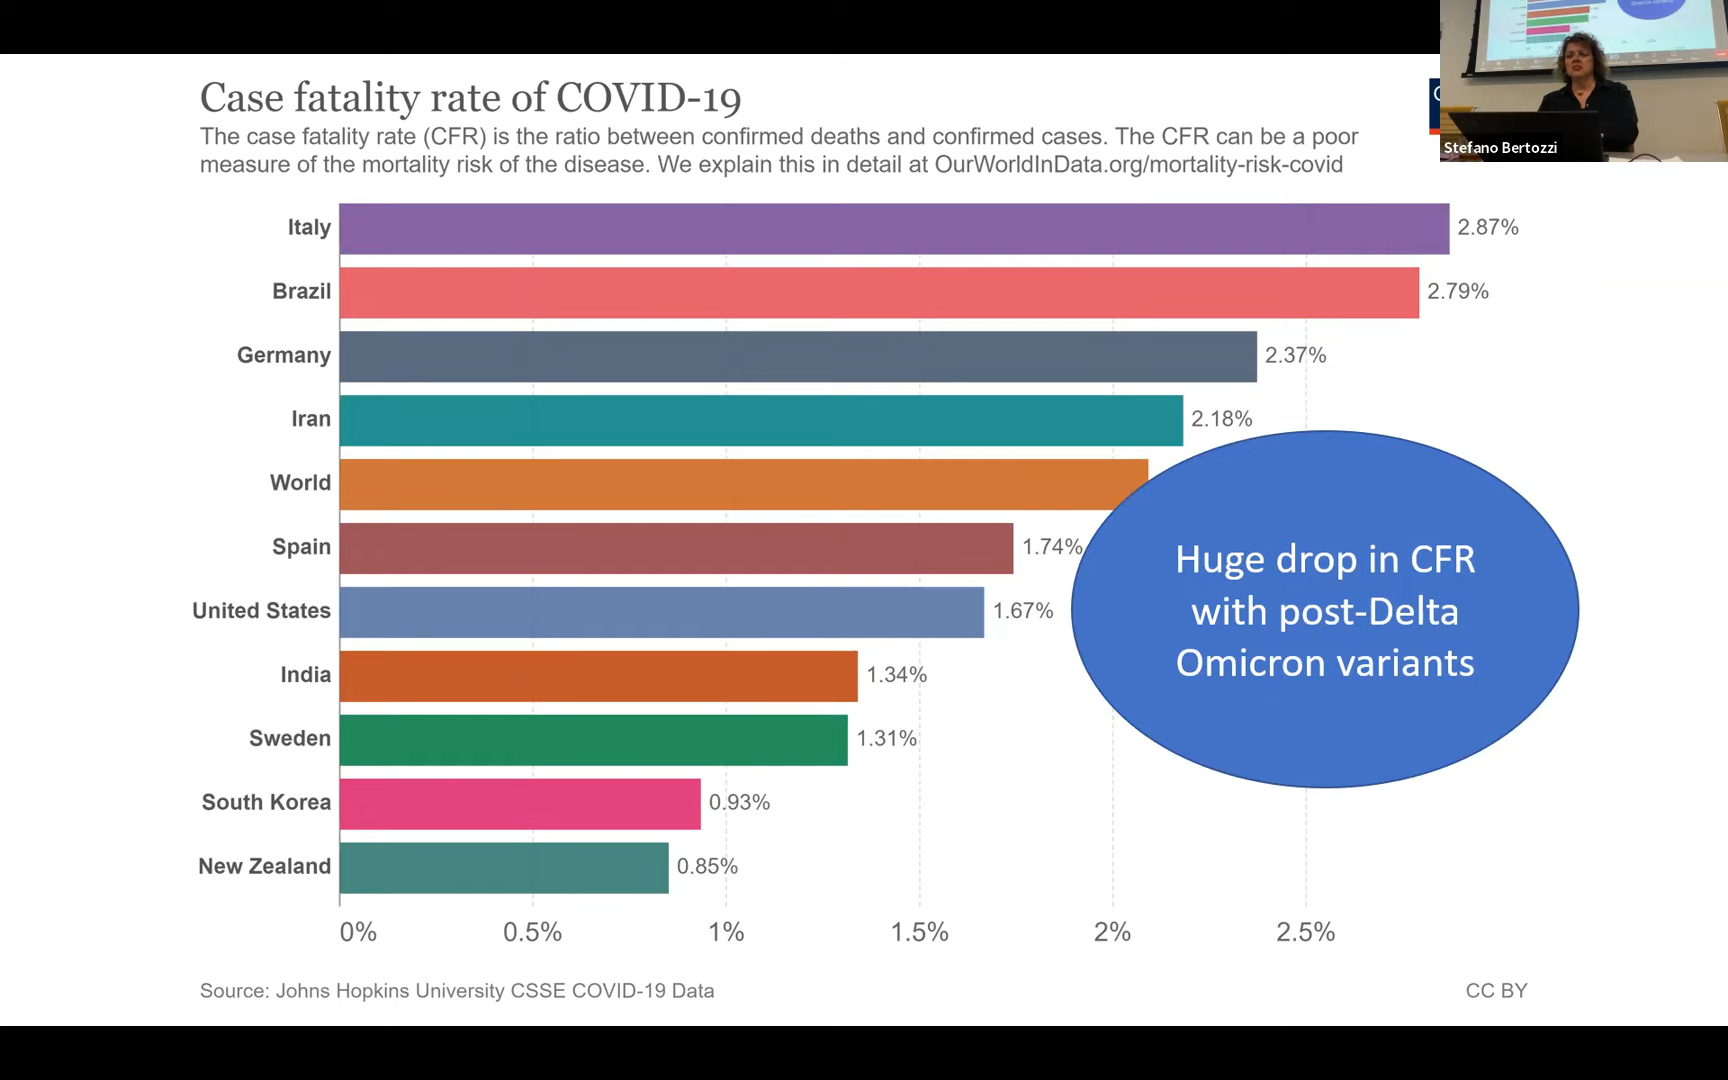 Case fatality rate of COVID-19
The case fatality rate (CFR) is the ratio between confirmed deaths and confirmed cases. The CFR can be a poor
measure of the mortality risk of the disease. We explain this in detail at OurWorldInData.org/mortality-risk-covid
Stefano Bertozzi
Italy 2.87%
Brazil 2.79%
Germany 2.37%
Iran 2.18%
World
Spain 1.74%
United States 1.67%
India 1.34%
Sweden 1.31%
South Korea 0.93%
New Zealand 0.85%
Huge drop in CFR
with post-Delta
Omicron variants
0% 0.5% 1% 1.5% 2% 2.5%
Source: Johns Hopkins University CSSE COVID-19 Data
CC BY